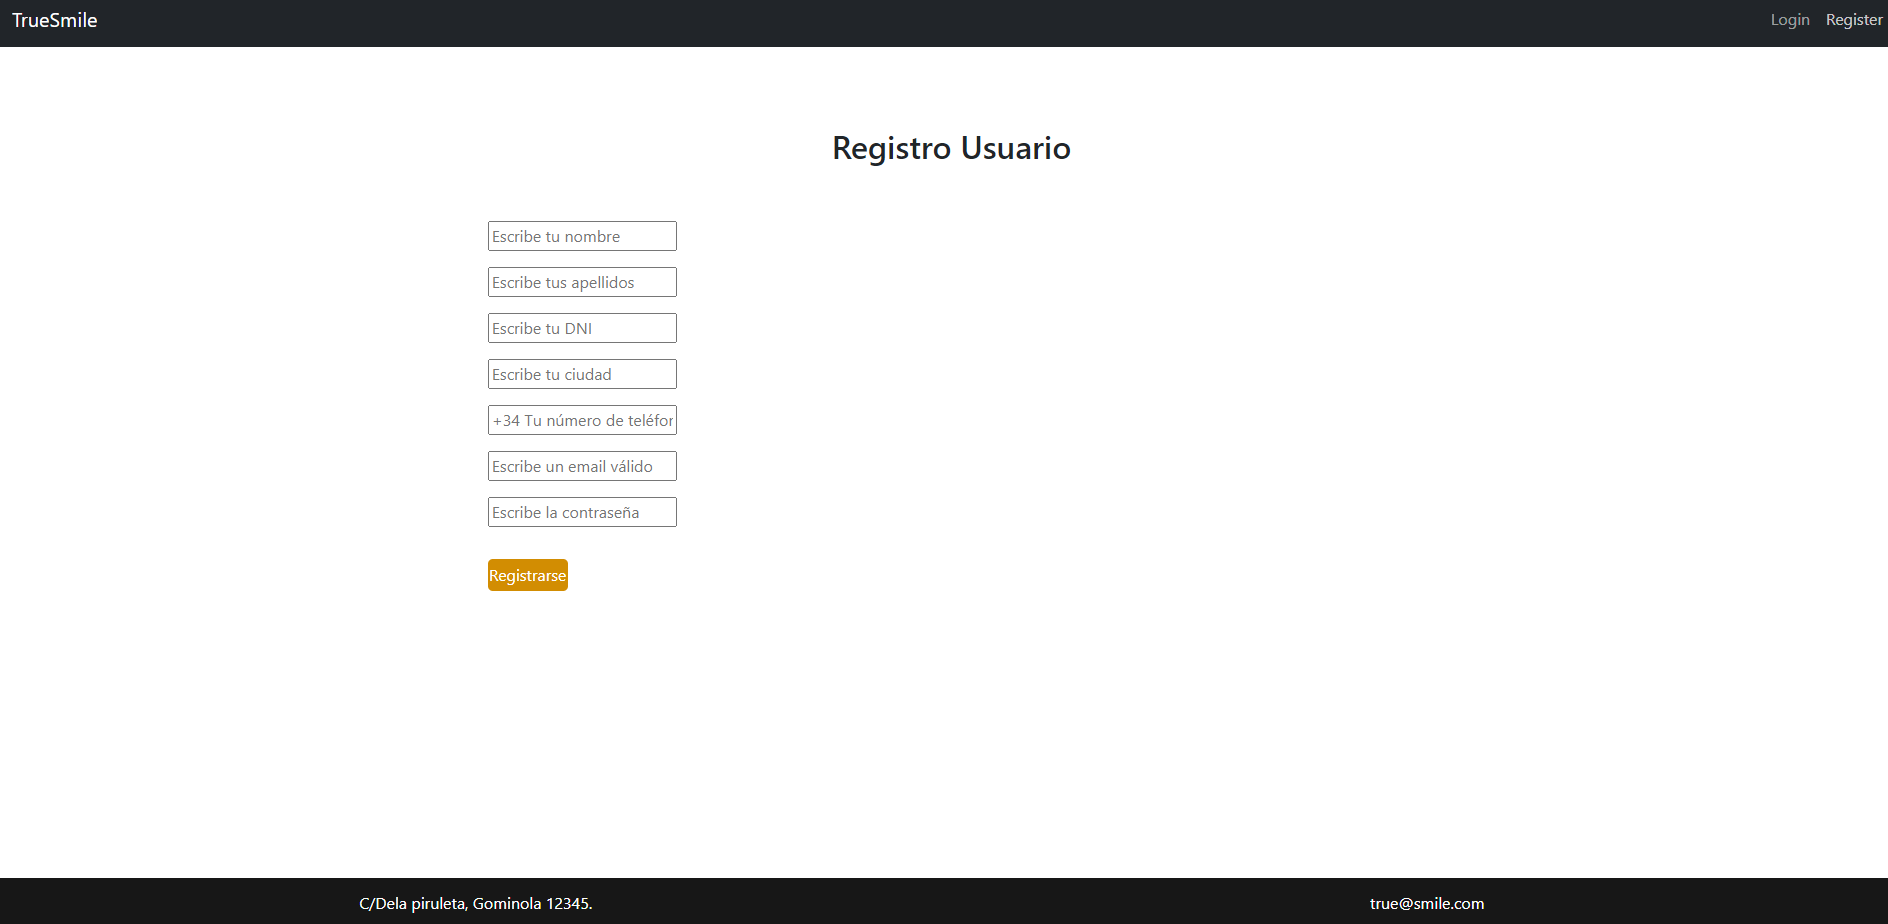 TrueSmile
Login Register
Registro Usuario
Escribe tu nombre
Escribe tus apellidos
Escribe tu DNI
Escribe tu ciudad
+34 Tu número de teléfor
Escribe un email válido
Escribe la contraseña
Registrarse
C/Dela piruleta, Gominola 12345. true@smile.com